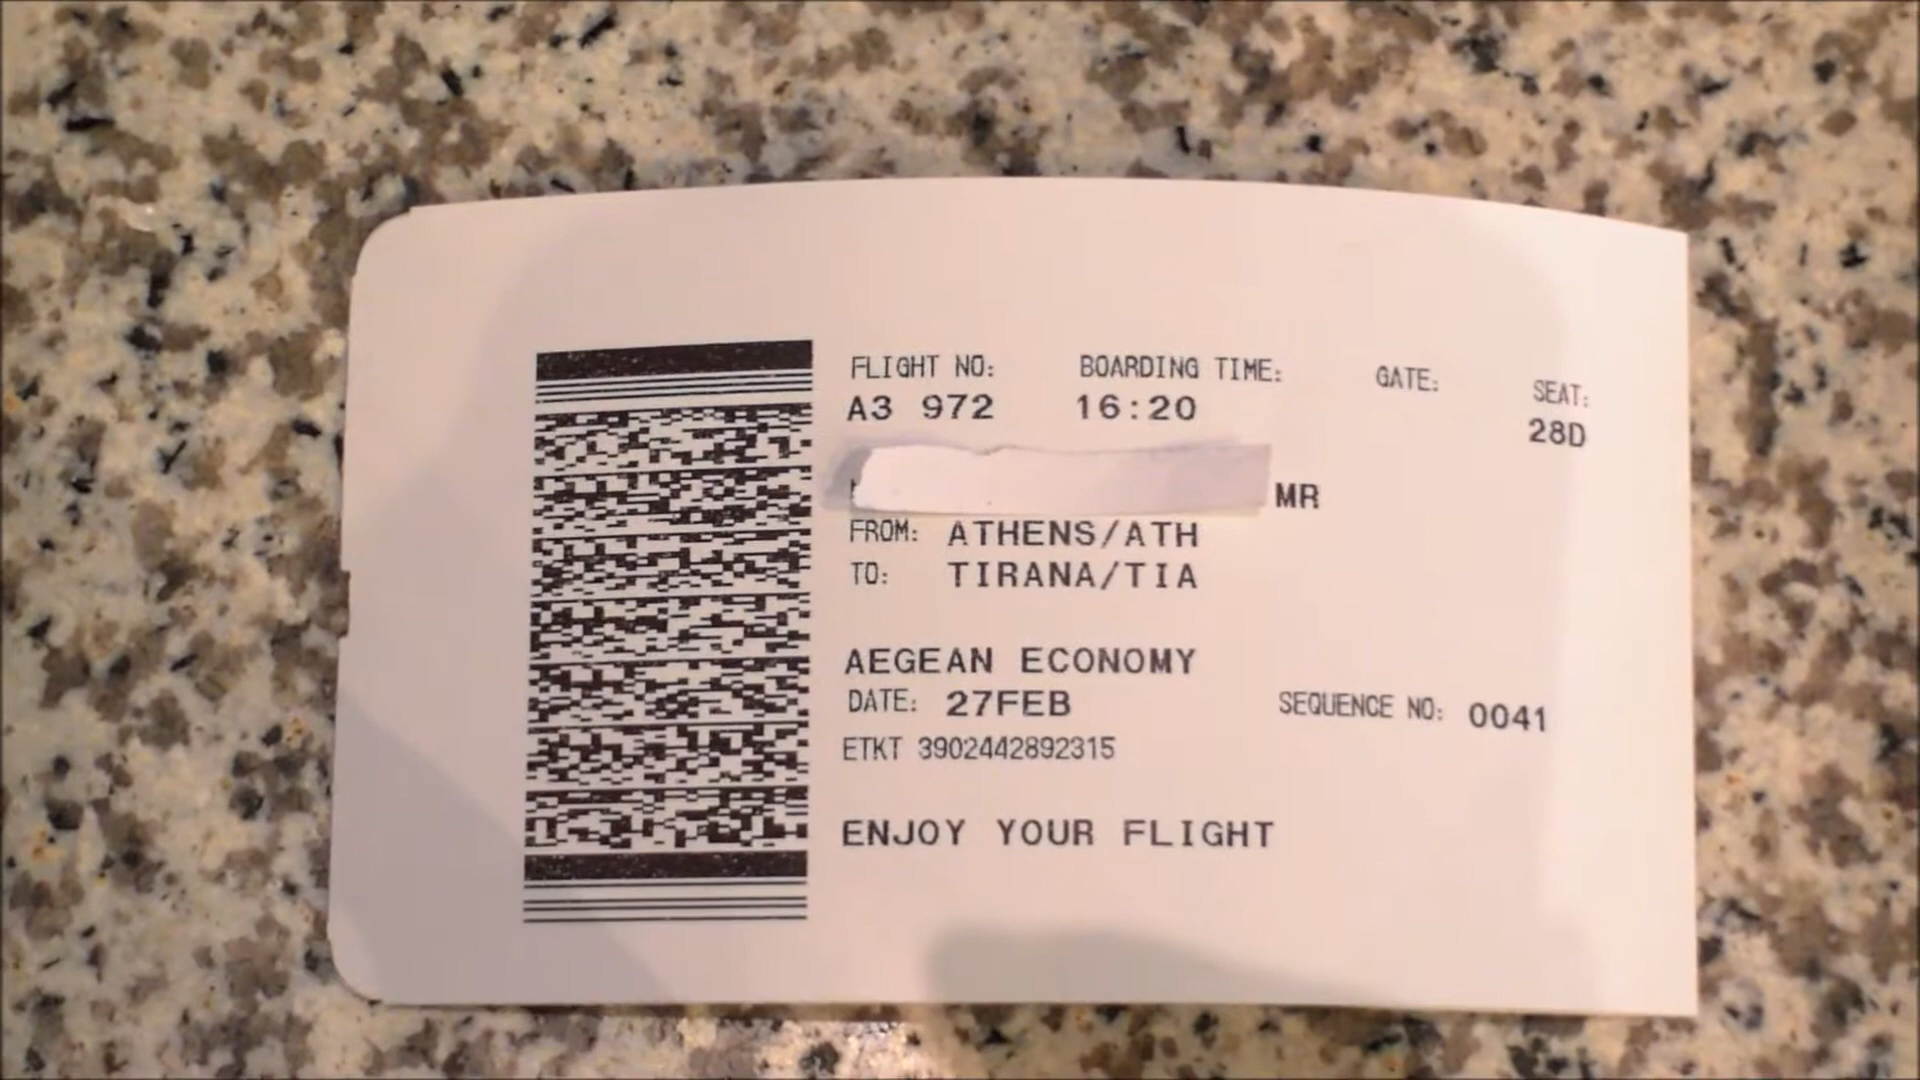 FLIGHT NO: BOARDING TIME: GATE: SEAT:
A3 972 16:20 28D
MR
FROM: ATHENS/ATH
TO: TIRANA/TIA
AEGEAN ECONOMY
DATE: 27FEB SEQUENCE NO: 0041
ETKT 3902442892315
ENJOY YOUR FLIGHT